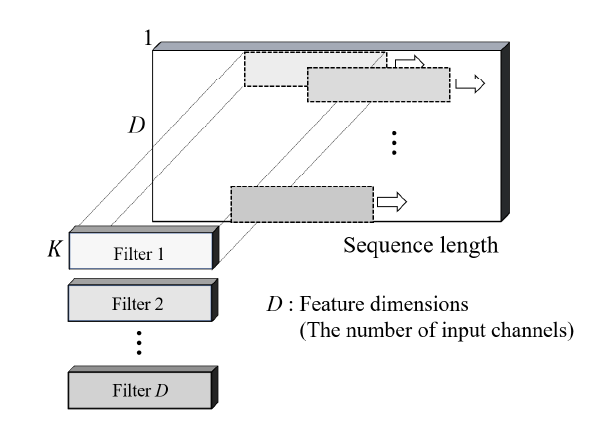 1
D
⋮
K
Filter 1
Sequence length
Filter 2
D : Feature dimensions
(The number of input channels)
⋮
Filter D